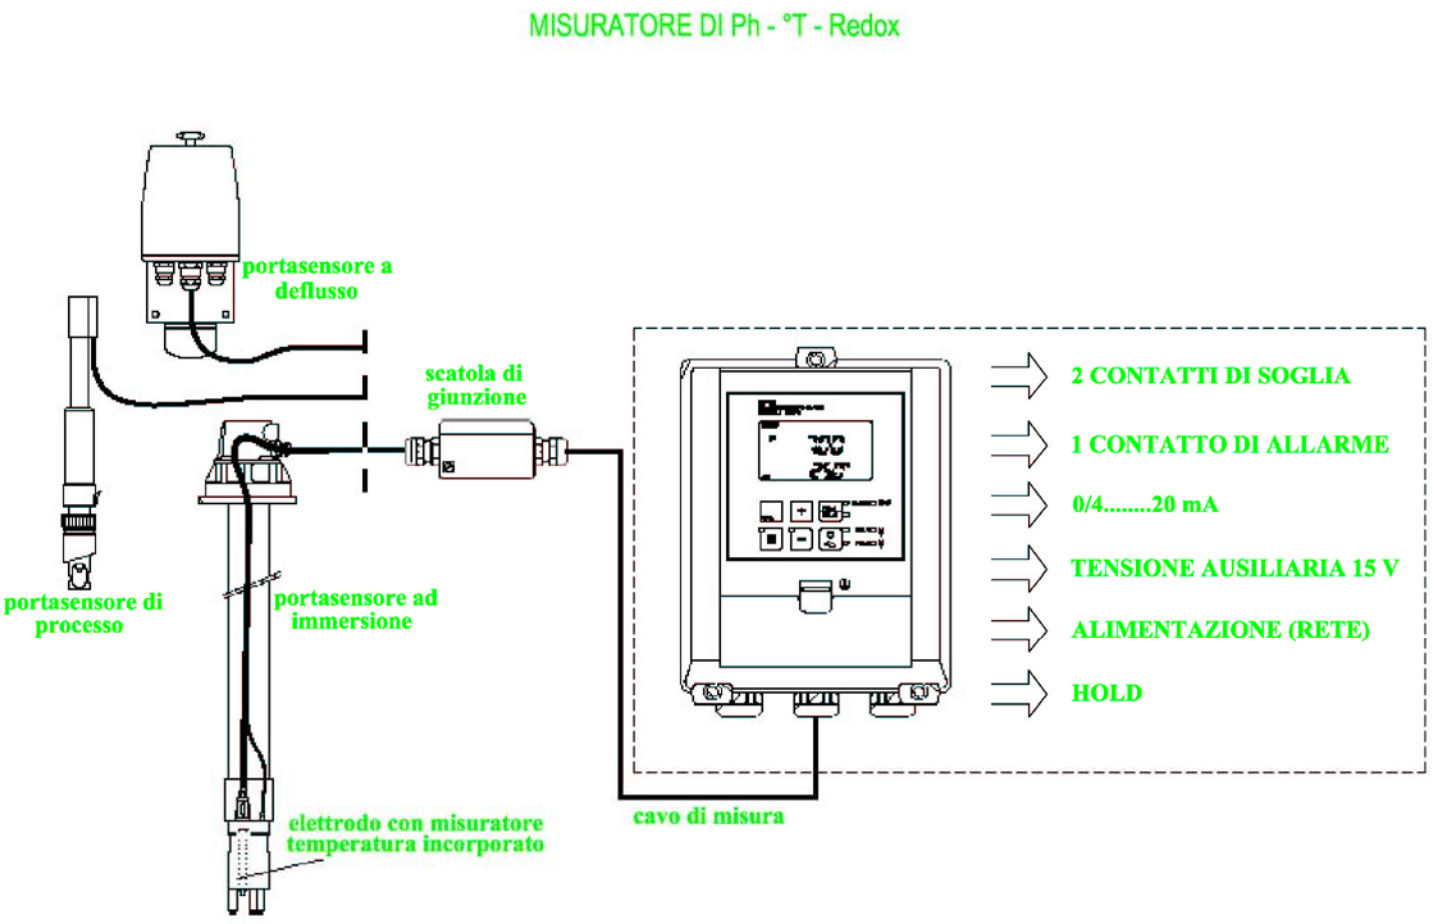 MISURATORE DI Ph - °T - Redox
portasensore a
deflusso
scatola di
giunzione
2 CONTATTI DI SOGLIA
1 CONTATTO DI ALLARME
0/4........20 mA
TENSIONE AUSILIARIA 15 V
ALIMENTAZIONE (RETE)
HOLD
portasensore di
processo
portasensore ad
immersione
cavo di misura
elettrodo con misuratore
temperatura incorporato